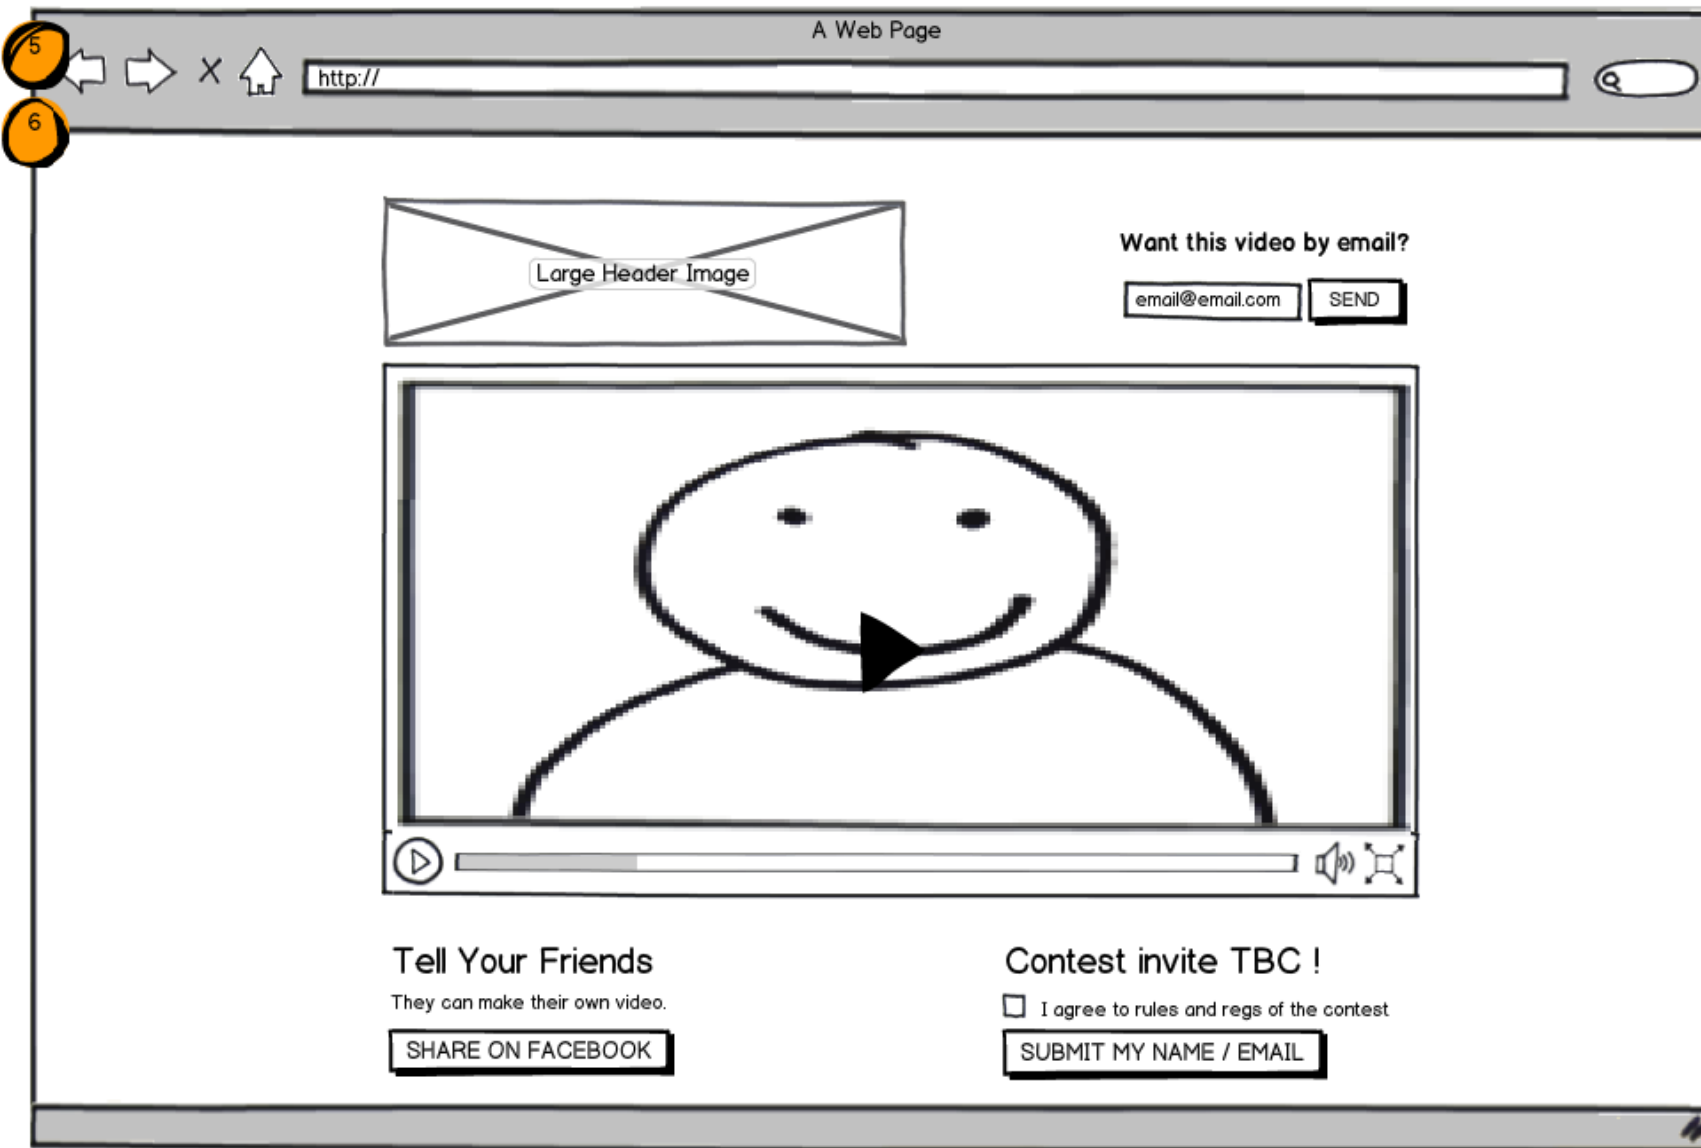 A Web Page
5
http://
6
Large Header Image
Want this video by email?
email@email.com
SEND
Tell Your Friends
They can make their own video.
SHARE ON FACEBOOK
Contest invite TBC !
I agree to rules and regs of the contest
SUBMIT MY NAME / EMAIL